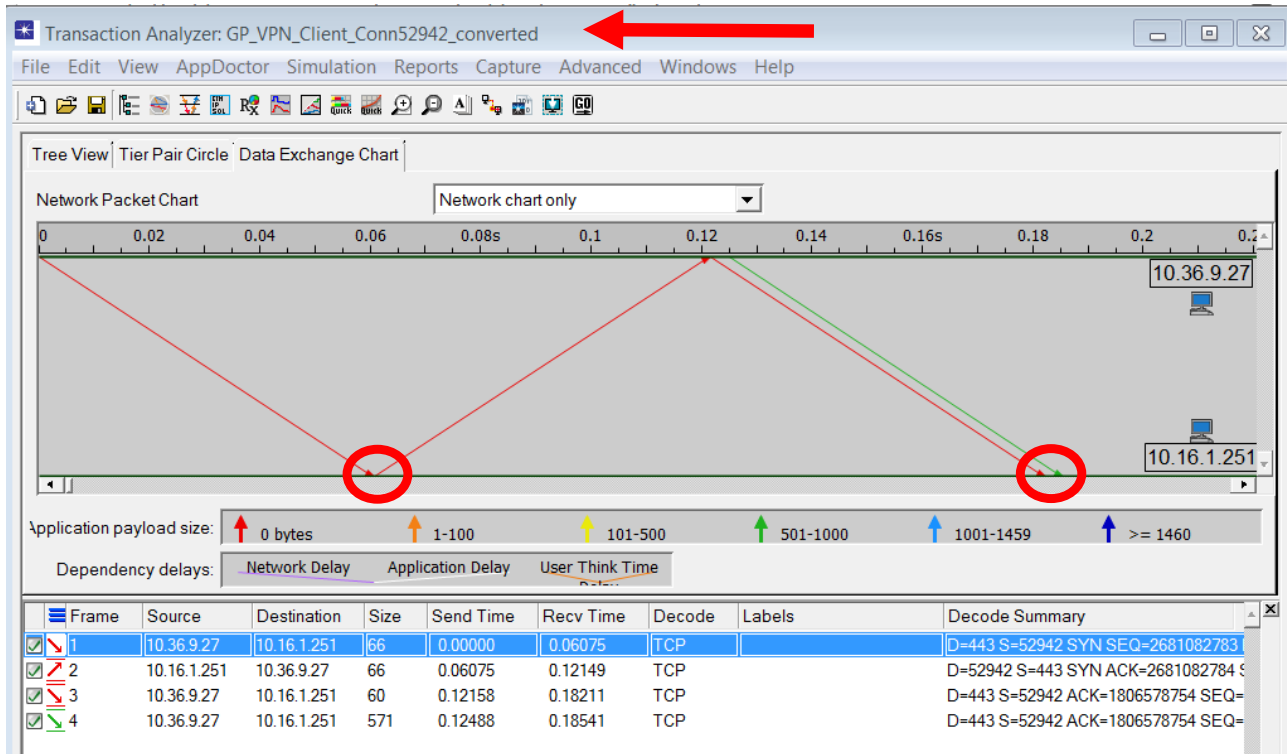 Transaction Analyzer: GP_VPN_Client_Conn52942_converted
File Edit View AppDoctor Simulation Reports Capture Advanced Windows Help
Tree View Tier Pair Circle Data Exchange Chart
Network Packet Chart Network chart only
0 0.02 0.04 0.06 0.08s 0.1 0.12 0.14 0.16s 0.18 0.2
10.36.9.27
10.16.1.251
Application payload size: 0 bytes 1-100 101-500 501-1000 1001-1459 >= 1460
Dependency delays: Network Delay Application Delay User Think Time
Frame Source Destination Size Send Time Recv Time Decode Labels Decode Summary
1 10.36.9.27 10.16.1.251 66 0.00000 0.06075 TCP D=443 S=52942 SYN SEQ=2681082783
2 10.16.1.251 10.36.9.27 66 0.06075 0.12149 TCP D=52942 S=443 SYN ACK=2681082784
3 10.36.9.27 10.16.1.251 60 0.12158 0.18211 TCP D=443 S=52942 ACK=1806578754 SEQ=
4 10.36.9.27 10.16.1.251 571 0.12488 0.18541 TCP D=443 S=52942 ACK=1806578754 SEQ=